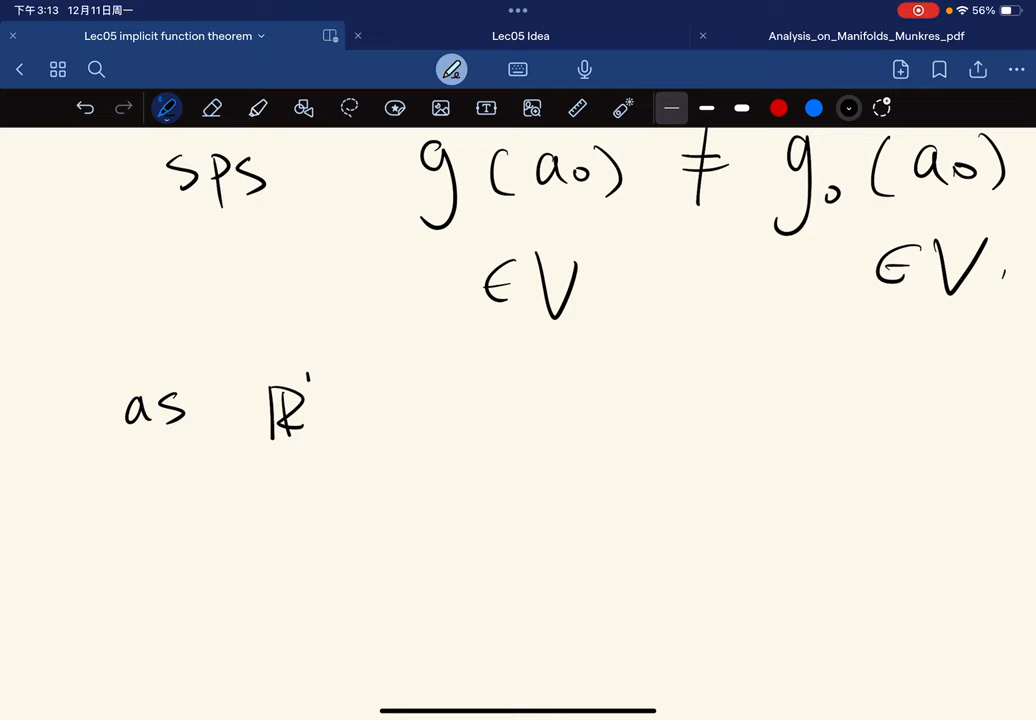 下午3:13 12月11日周一
56%
Lec05 implicit function theorem
Lec05 Idea
Analysis_on_Manifolds_Munkres_pdf
sps g(a₀) ≠ g₀(a₀)
∈ V ∈ V.
as ℝ